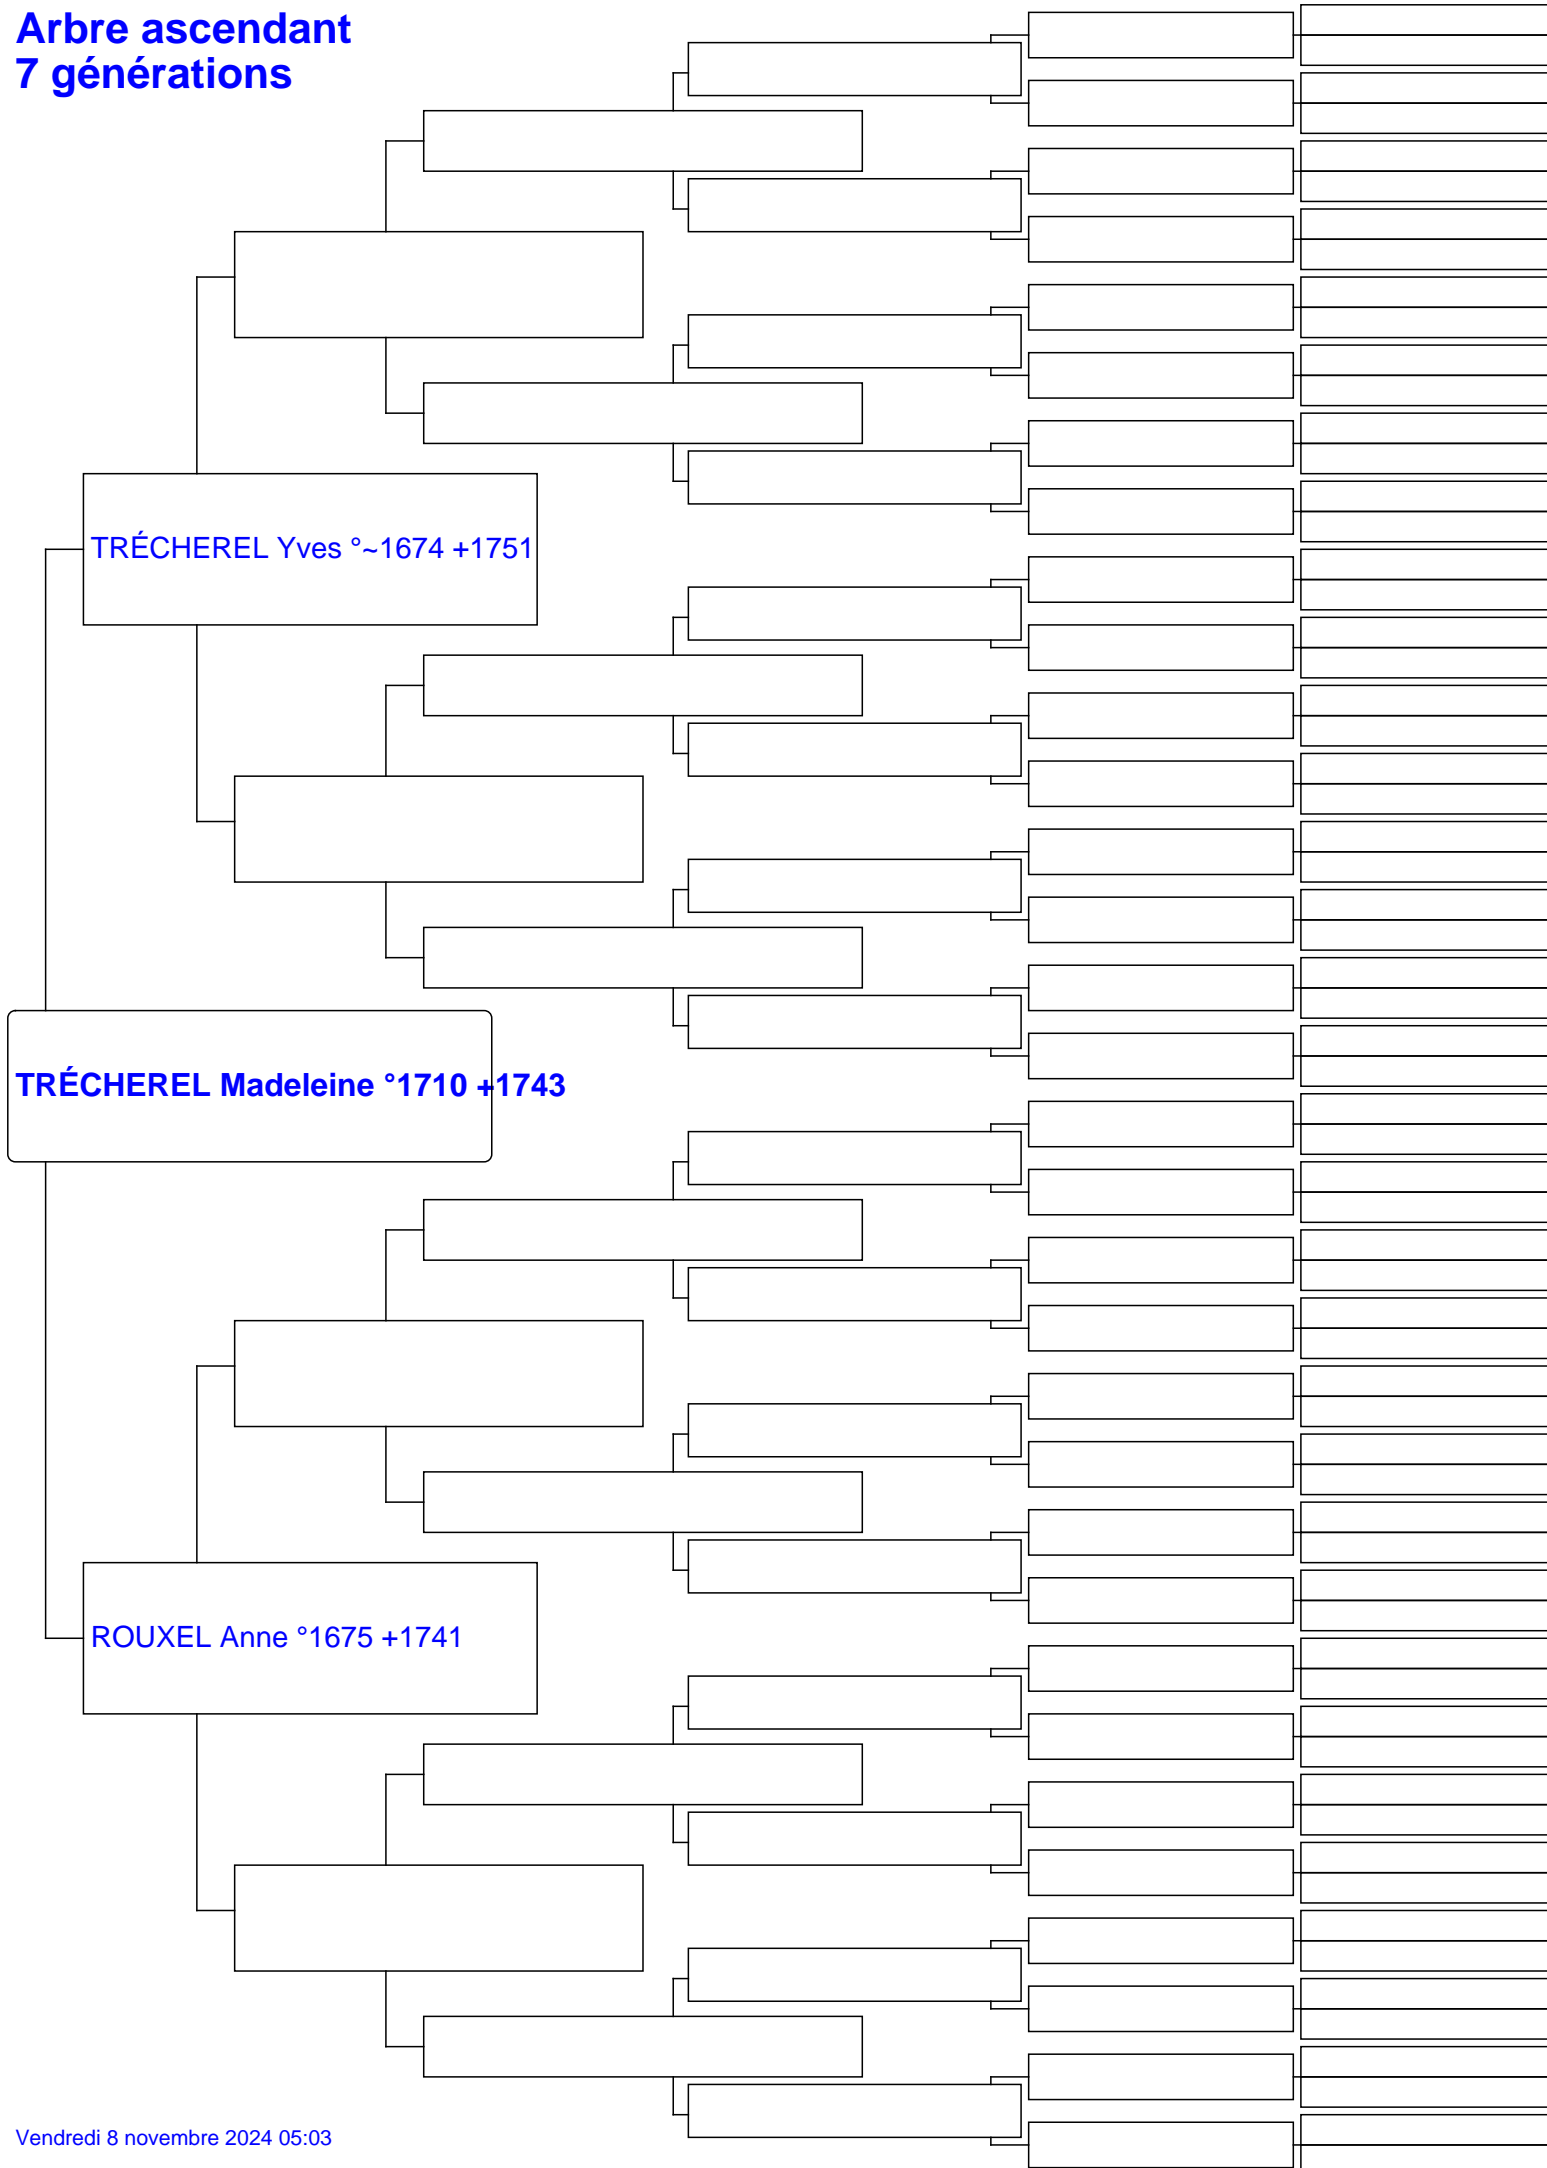 Arbre ascendant
7 générations
TRÉCHEREL Yves °~1674 +1751
TRÉCHEREL Madeleine °1710 +1743
ROUXEL Anne °1675 +1741
Vendredi 8 novembre 2024 05:03